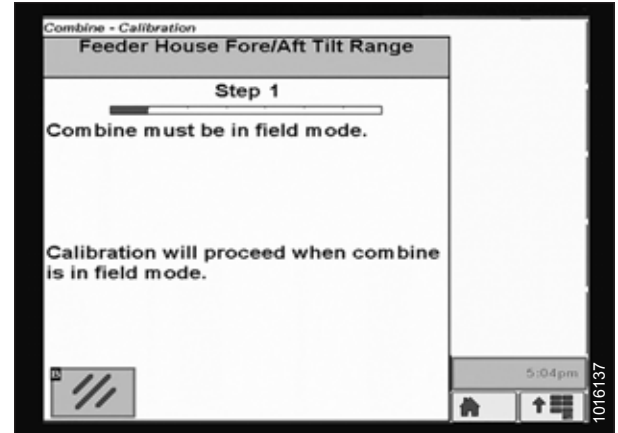 Combine - Calibration
Feeder House Fore/Aft Tilt Range
Step 1
Combine must be in field mode.
Calibration will proceed when combine
is in field mode.
B
5:04pm
1016137